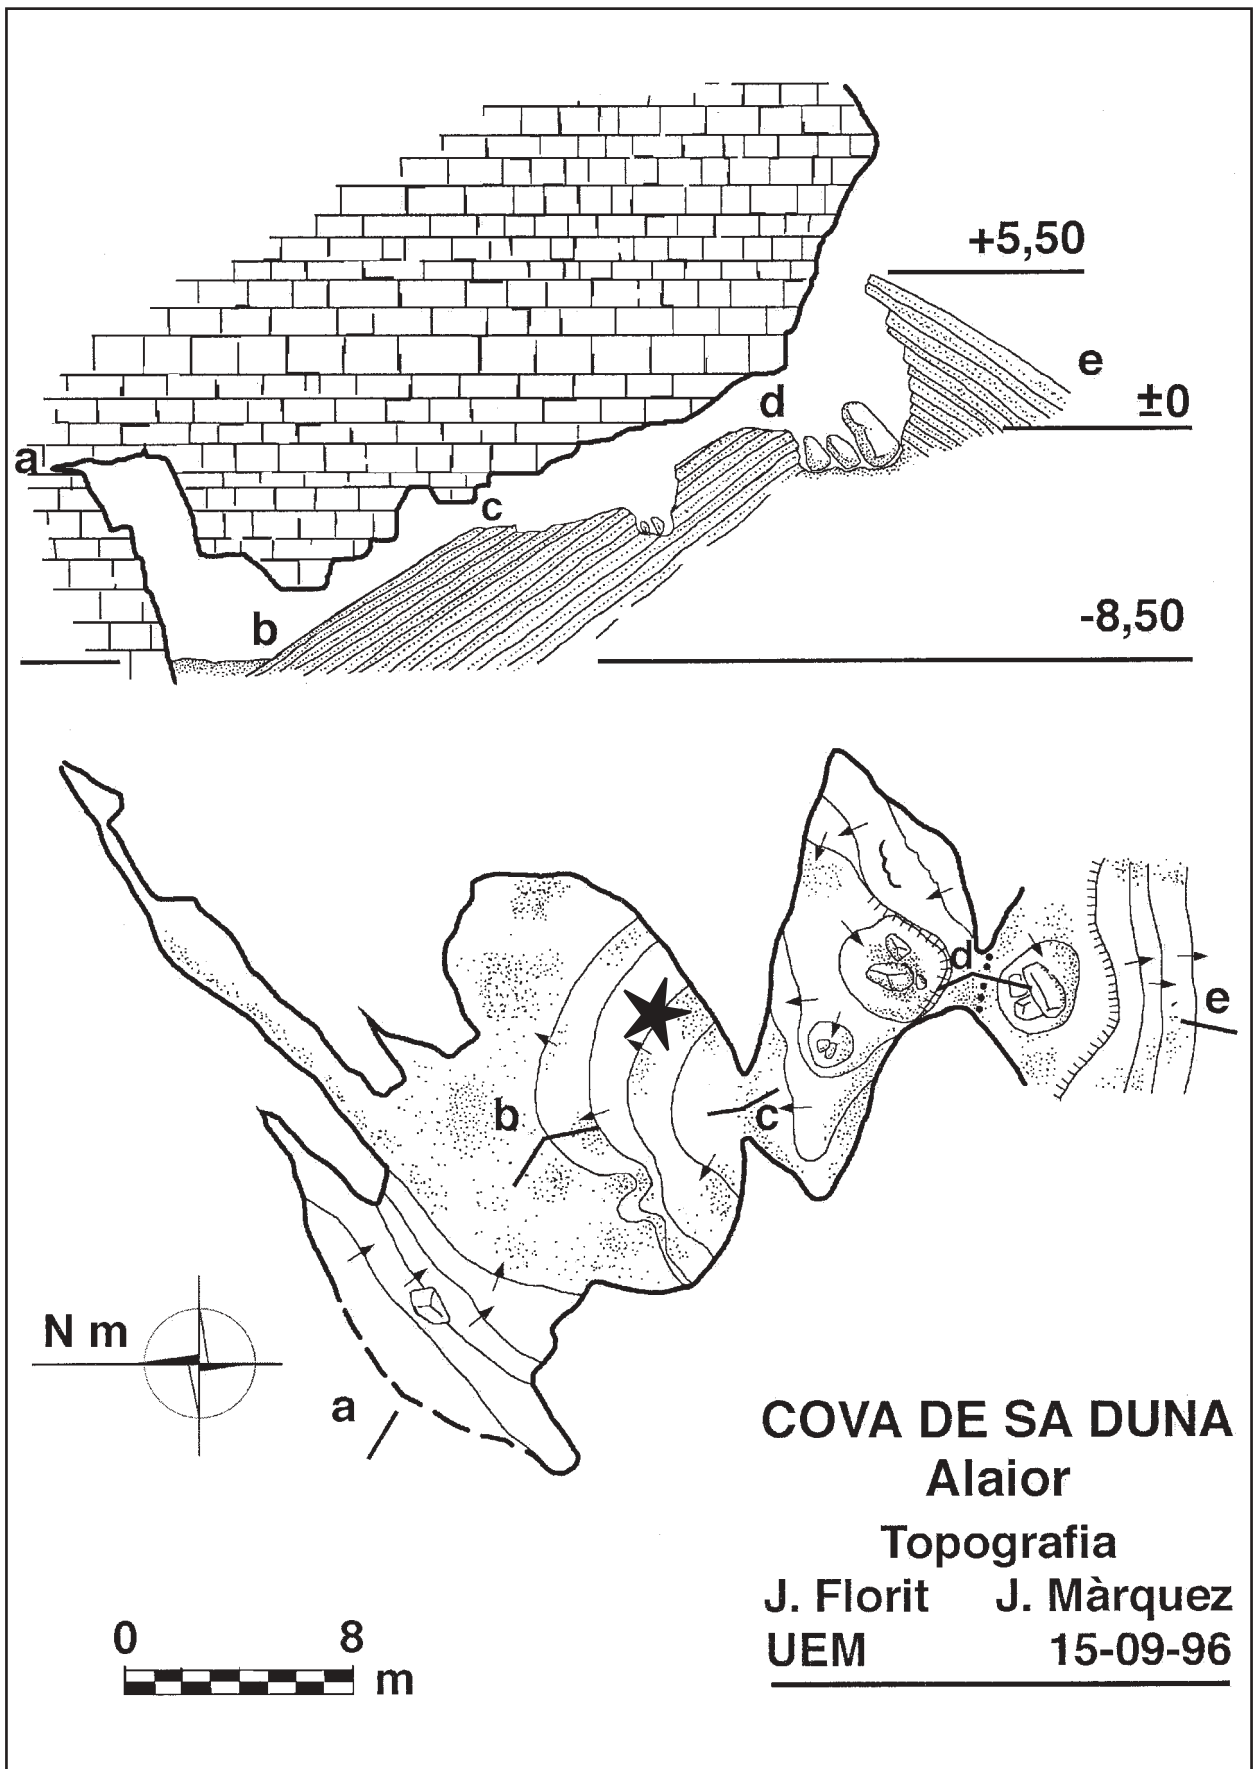 +5,50
e
d
±0
a
c
-8,50
b
d
e
b
c
N m
a
COVA DE SA DUNA
Alaior
Topografia
J. Florit J. Màrquez
UEM 15-09-96
0 8
m